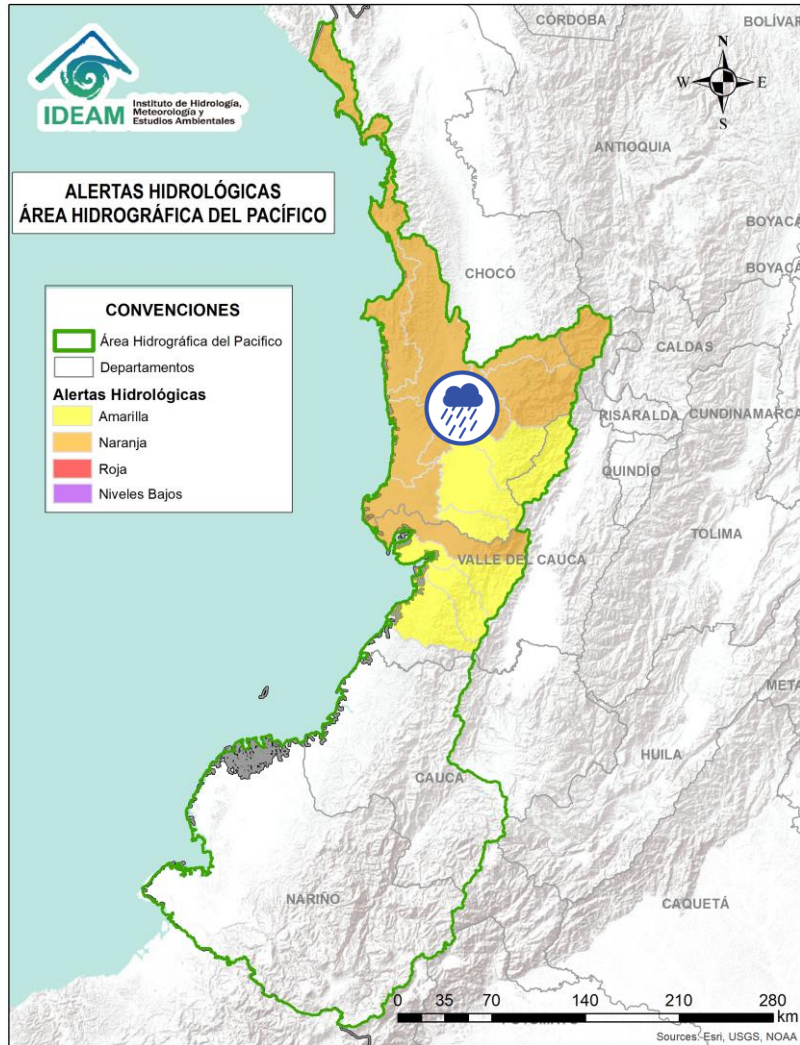 IDEAM
Instituto de Hidrología,
Meteorología y
Estudios Ambientales
ALERTAS HIDROLÓGICAS
ÁREA HIDROGRÁFICA DEL PACÍFICO
CONVENCIONES
Área Hidrográfica del Pacifico
Departamentos
Alertas Hidrológicas
Amarilla
Naranja
Roja
Niveles Bajos
CÓRDOBA
BOLÍVAR
N
W E
S
ANTIOQUIA
BOYACÁ
CHOCÓ
BOYACÁ
CALDAS
RISARALDA
CUNDINAMARCA
QUINDÍO
TOLIMA
VALLE DEL CAUCA
META
HUILA
CAUCA
NARIÑO
CAQUETÁ
0 35 70 140 210 280
km
Sources: Esri, USGS, NOAA